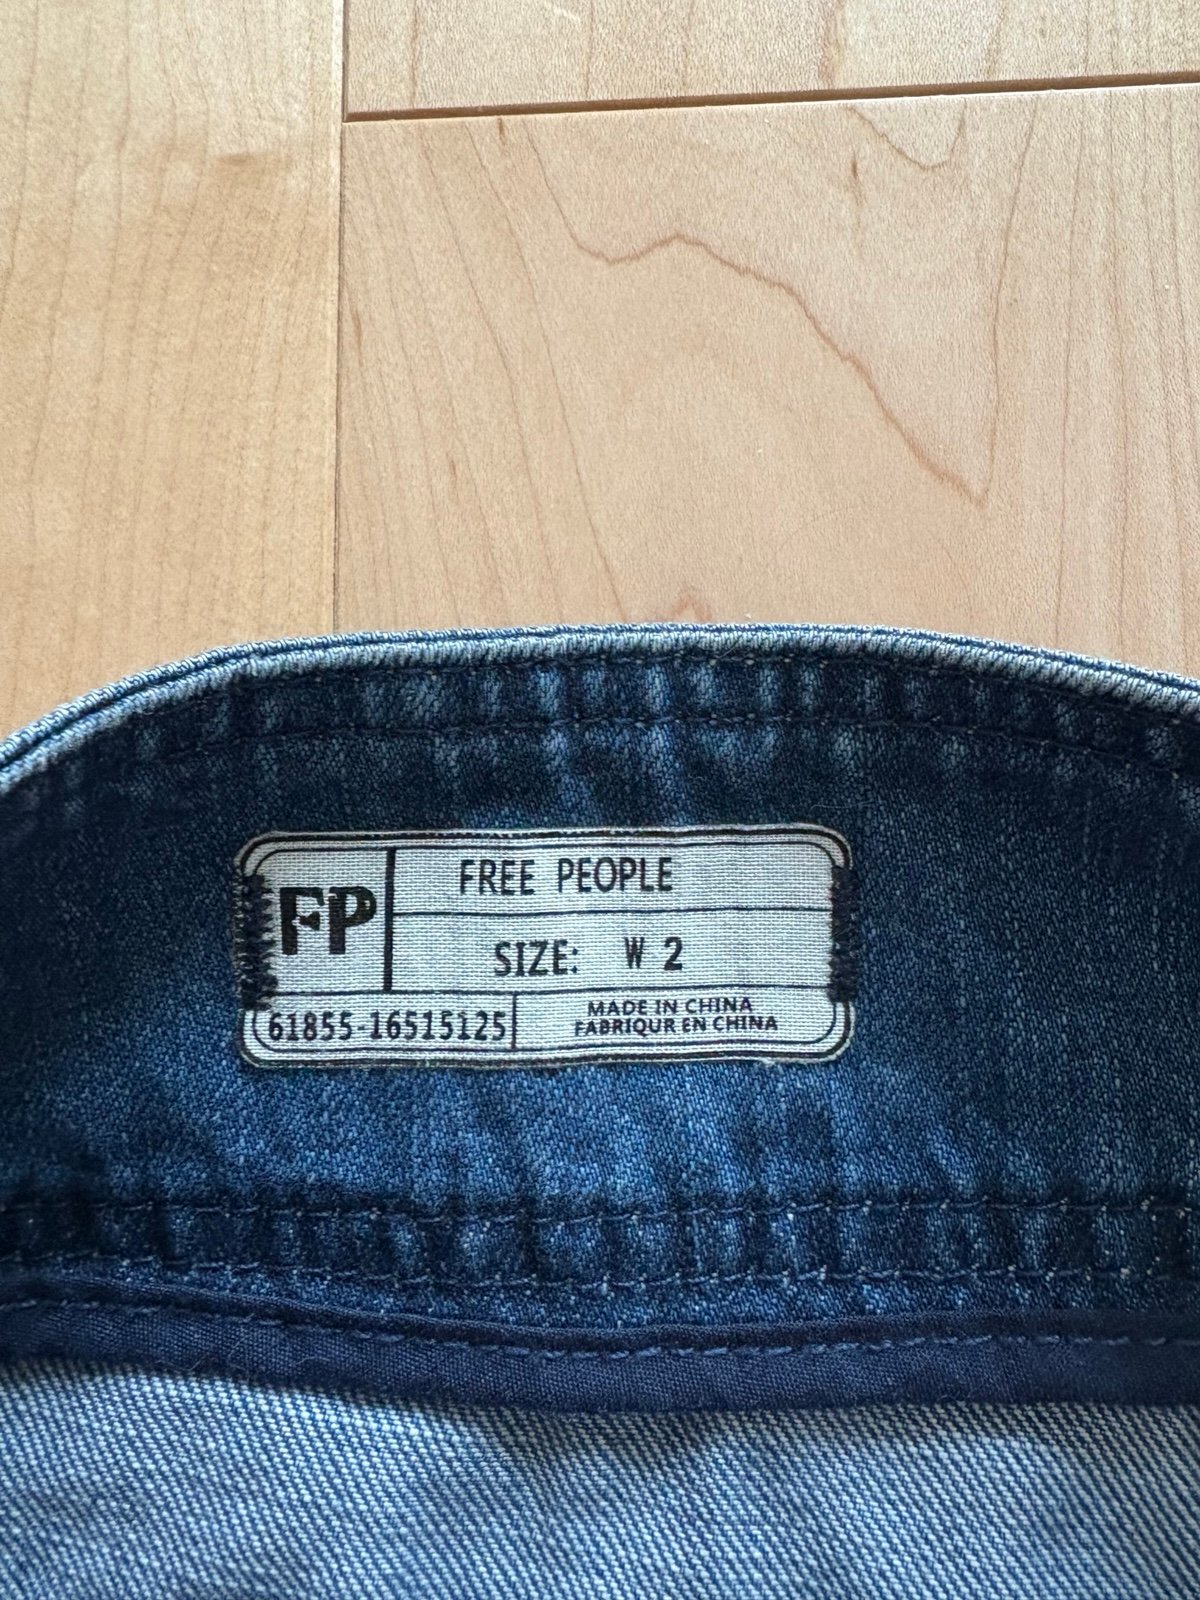 FP
FREE PEOPLE
SIZE: W 2
61855-16515125
MADE IN CHINA
FABRIQUR EN CHINA